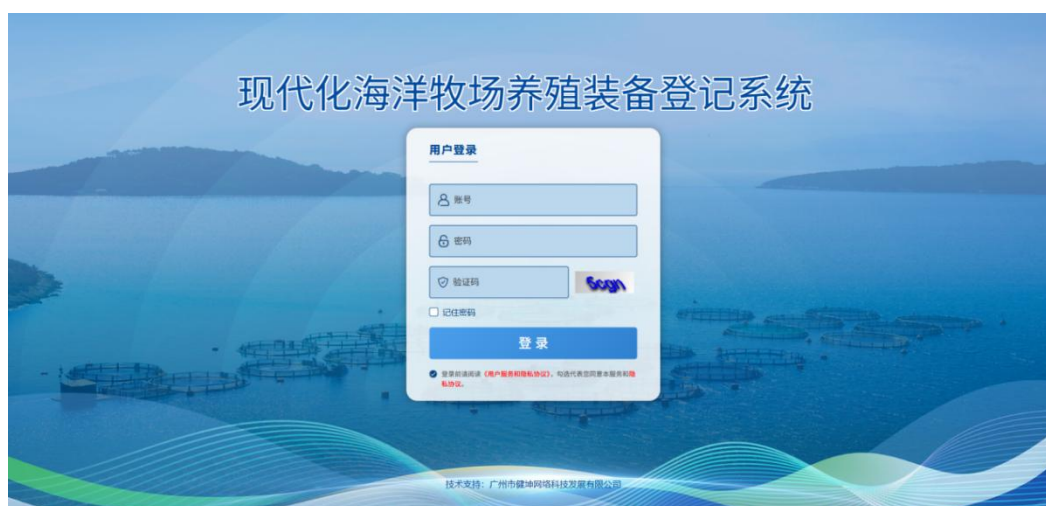 现代化海洋牧场养殖装备登记系统
用户登录
账号
密码
验证码
6cgn
记住密码
登 录
登录前请阅读《用户服务和隐私协议》，勾选代表您同意本服务和隐
私协议。
技术支持：广州市健坤网络科技发展有限公司